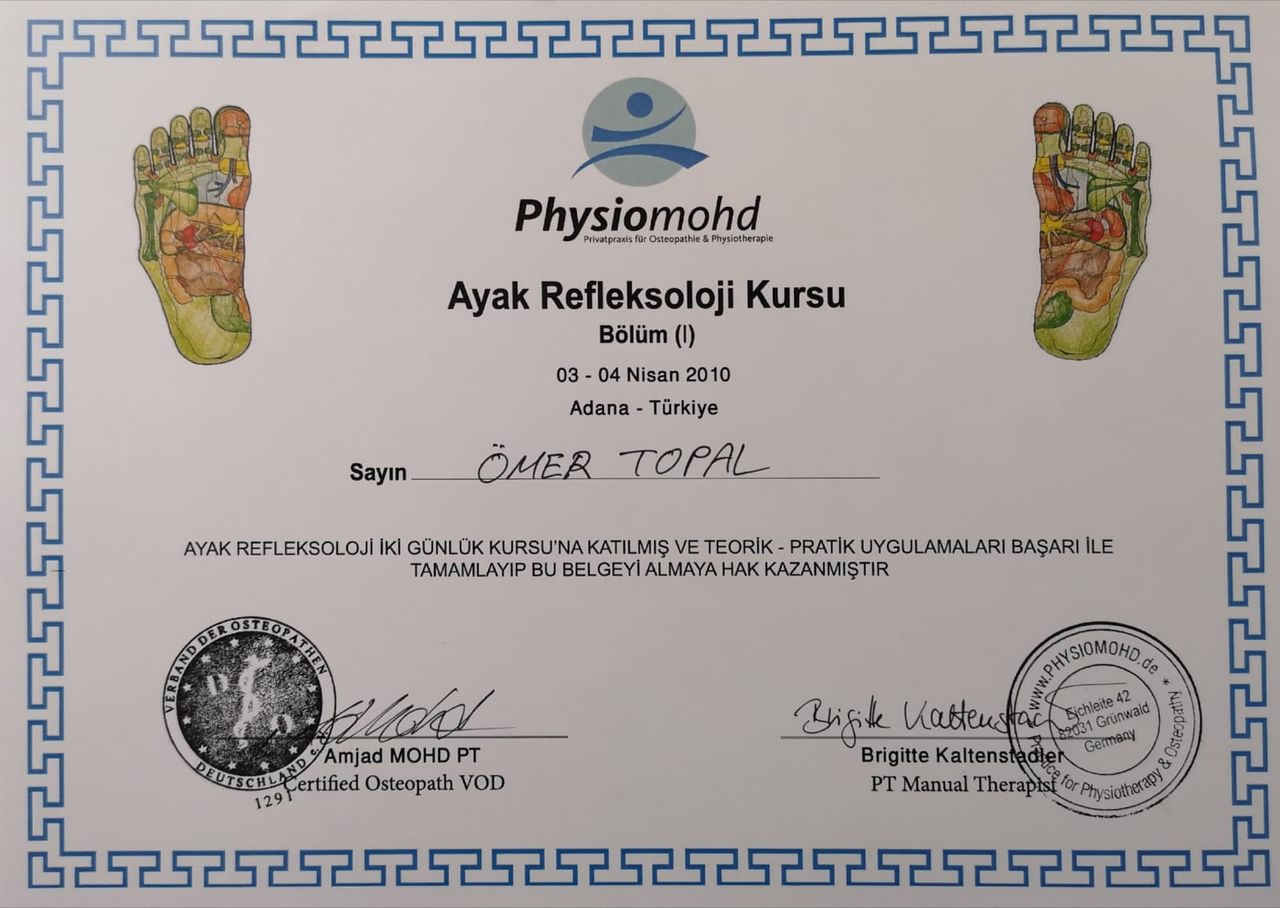 Physiomohd
Privatpraxis für Osteopathie & Physiotherapie
Ayak Refleksoloji Kursu
Bölüm (I)
03 - 04 Nisan 2010
Adana - Türkiye
Sayın ÖMER TOPAL
AYAK REFLEKSOLOJİ İKİ GÜNLÜK KURSU'NA KATILMIŞ VE TEORİK - PRATİK UYGULAMALARI BAŞARI İLE
TAMAMLAYIP BU BELGEYİ ALMAYA HAK KAZANMIŞTIR
VERBAND DER OSTEOPATHEN
D O
DEUTSCHLAND
1291
Amjad MOHD PT
Certified Osteopath VOD
Brigitte Kaltenstad
Brigitte Kaltenstadler
PT Manual Therapist
www.PHYSIOMOHD.de
Eichleite 42
82031 Grünwald
Germany
Practice for Physiotherapy & Osteopathy